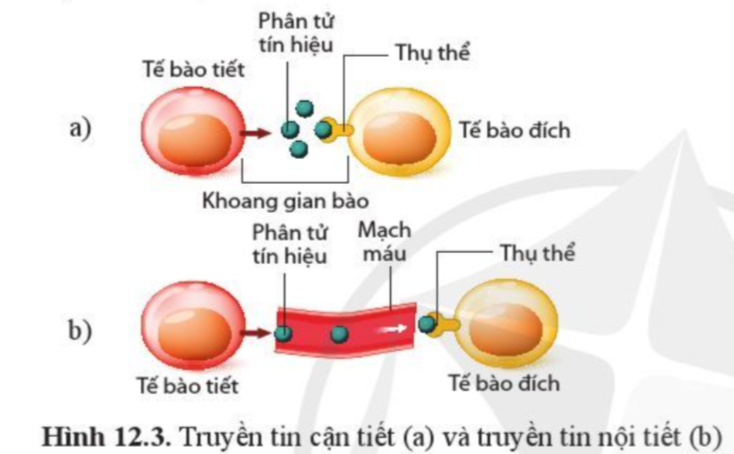 Phân tử
tín hiệu
Thụ thể
Tế bào tiết
a)
Tế bào đích
Khoang gian bào
Phân tử
tín hiệu
Mạch
máu
Thụ thể
b)
Tế bào tiết
Tế bào đích
Hình 12.3. Truyền tin cận tiết (a) và truyền tin nội tiết (b)